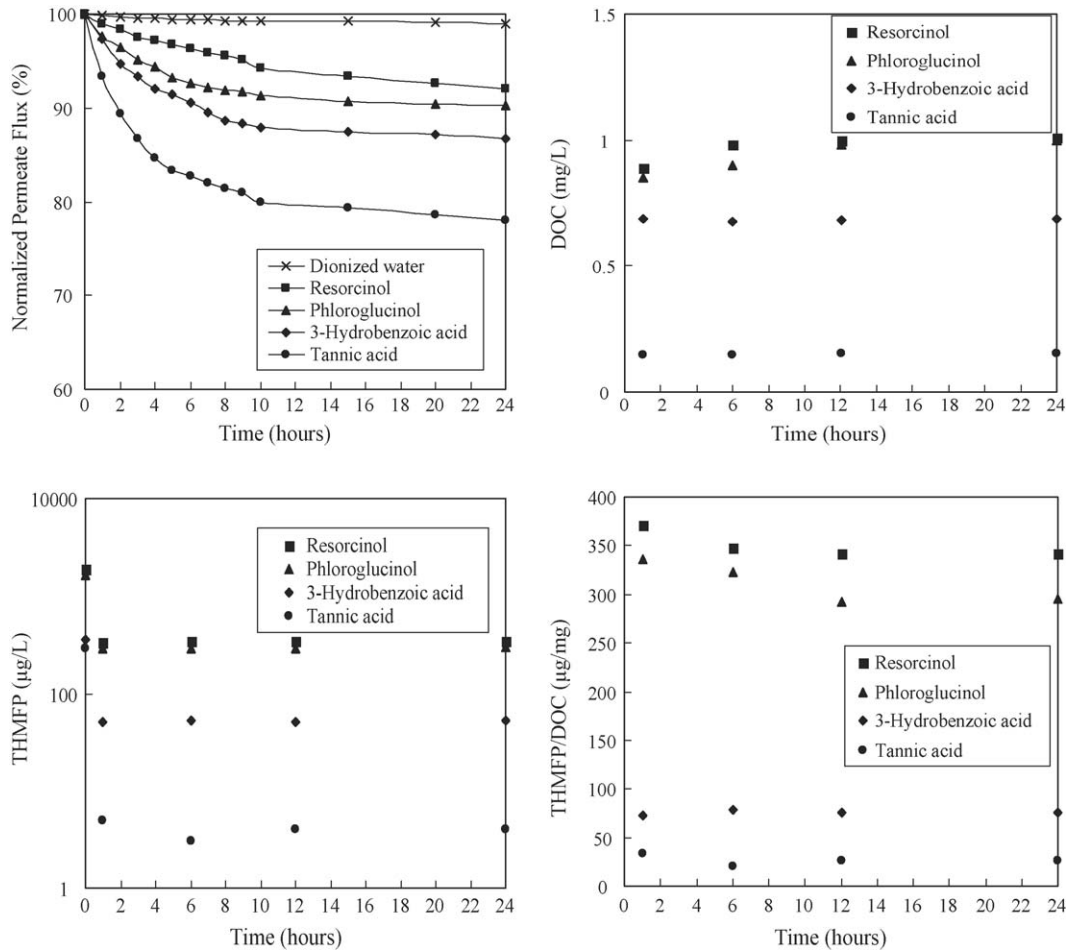 100
90
80
70
60
Normalized Permeate Flux (%)
Dionized water
Resorcinol
Phloroglucinol
3-Hydrobenzoic acid
Tannic acid
0 2 4 6 8 10 12 14 16 18 20 22 24
Time (hours)
1.5
1
0.5
0
DOC (mg/L)
Resorcinol
Phloroglucinol
3-Hydrobenzoic acid
Tannic acid
0 2 4 6 8 10 12 14 16 18 20 22 24
Time (hours)
10000
100
1
THMFP (µg/L)
Resorcinol
Phloroglucinol
3-Hydrobenzoic acid
Tannic acid
0 2 4 6 8 10 12 14 16 18 20 22 24
Time (hours)
400
350
300
250
200
150
100
50
0
THMFP/DOC (µg/mg)
Resorcinol
Phloroglucinol
3-Hydrobenzoic acid
Tannic acid
0 2 4 6 8 10 12 14 16 18 20 22 24
Time (hours)